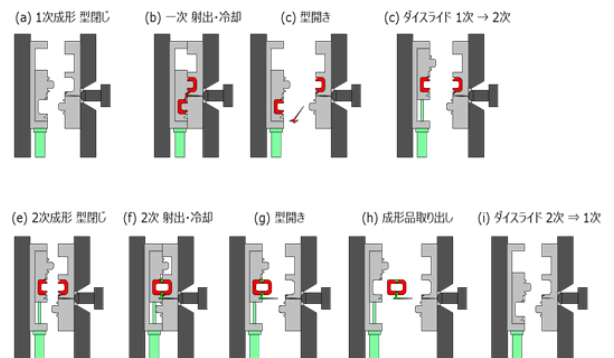 (a) 1次成形 型閉じ
(b) 一次 射出・冷却
(c) 型開き
(c) ダイスライド 1次 → 2次
(e) 2次成形 型閉じ
(f) 2次 射出・冷却
(g) 型開き
(h) 成形品取り出し
(i) ダイスライド 2次 ⇒ 1次